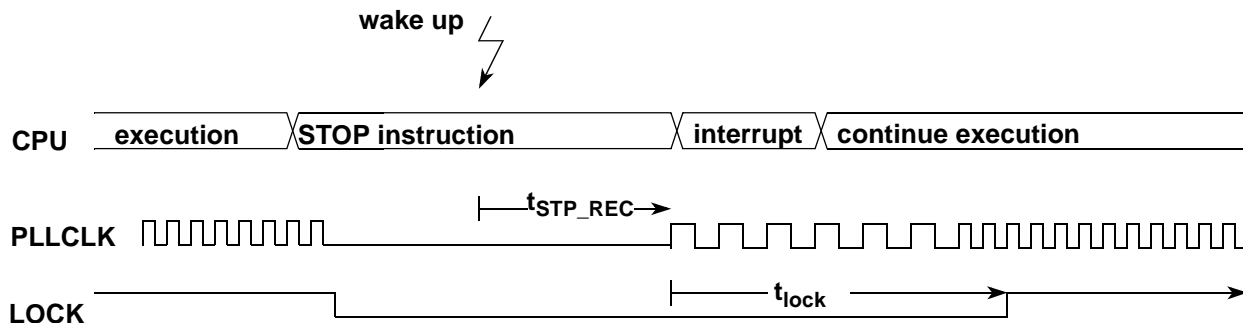 wake up
CPU execution STOP instruction interrupt continue execution
tSTP_REC
PLLCLK
tlock
LOCK